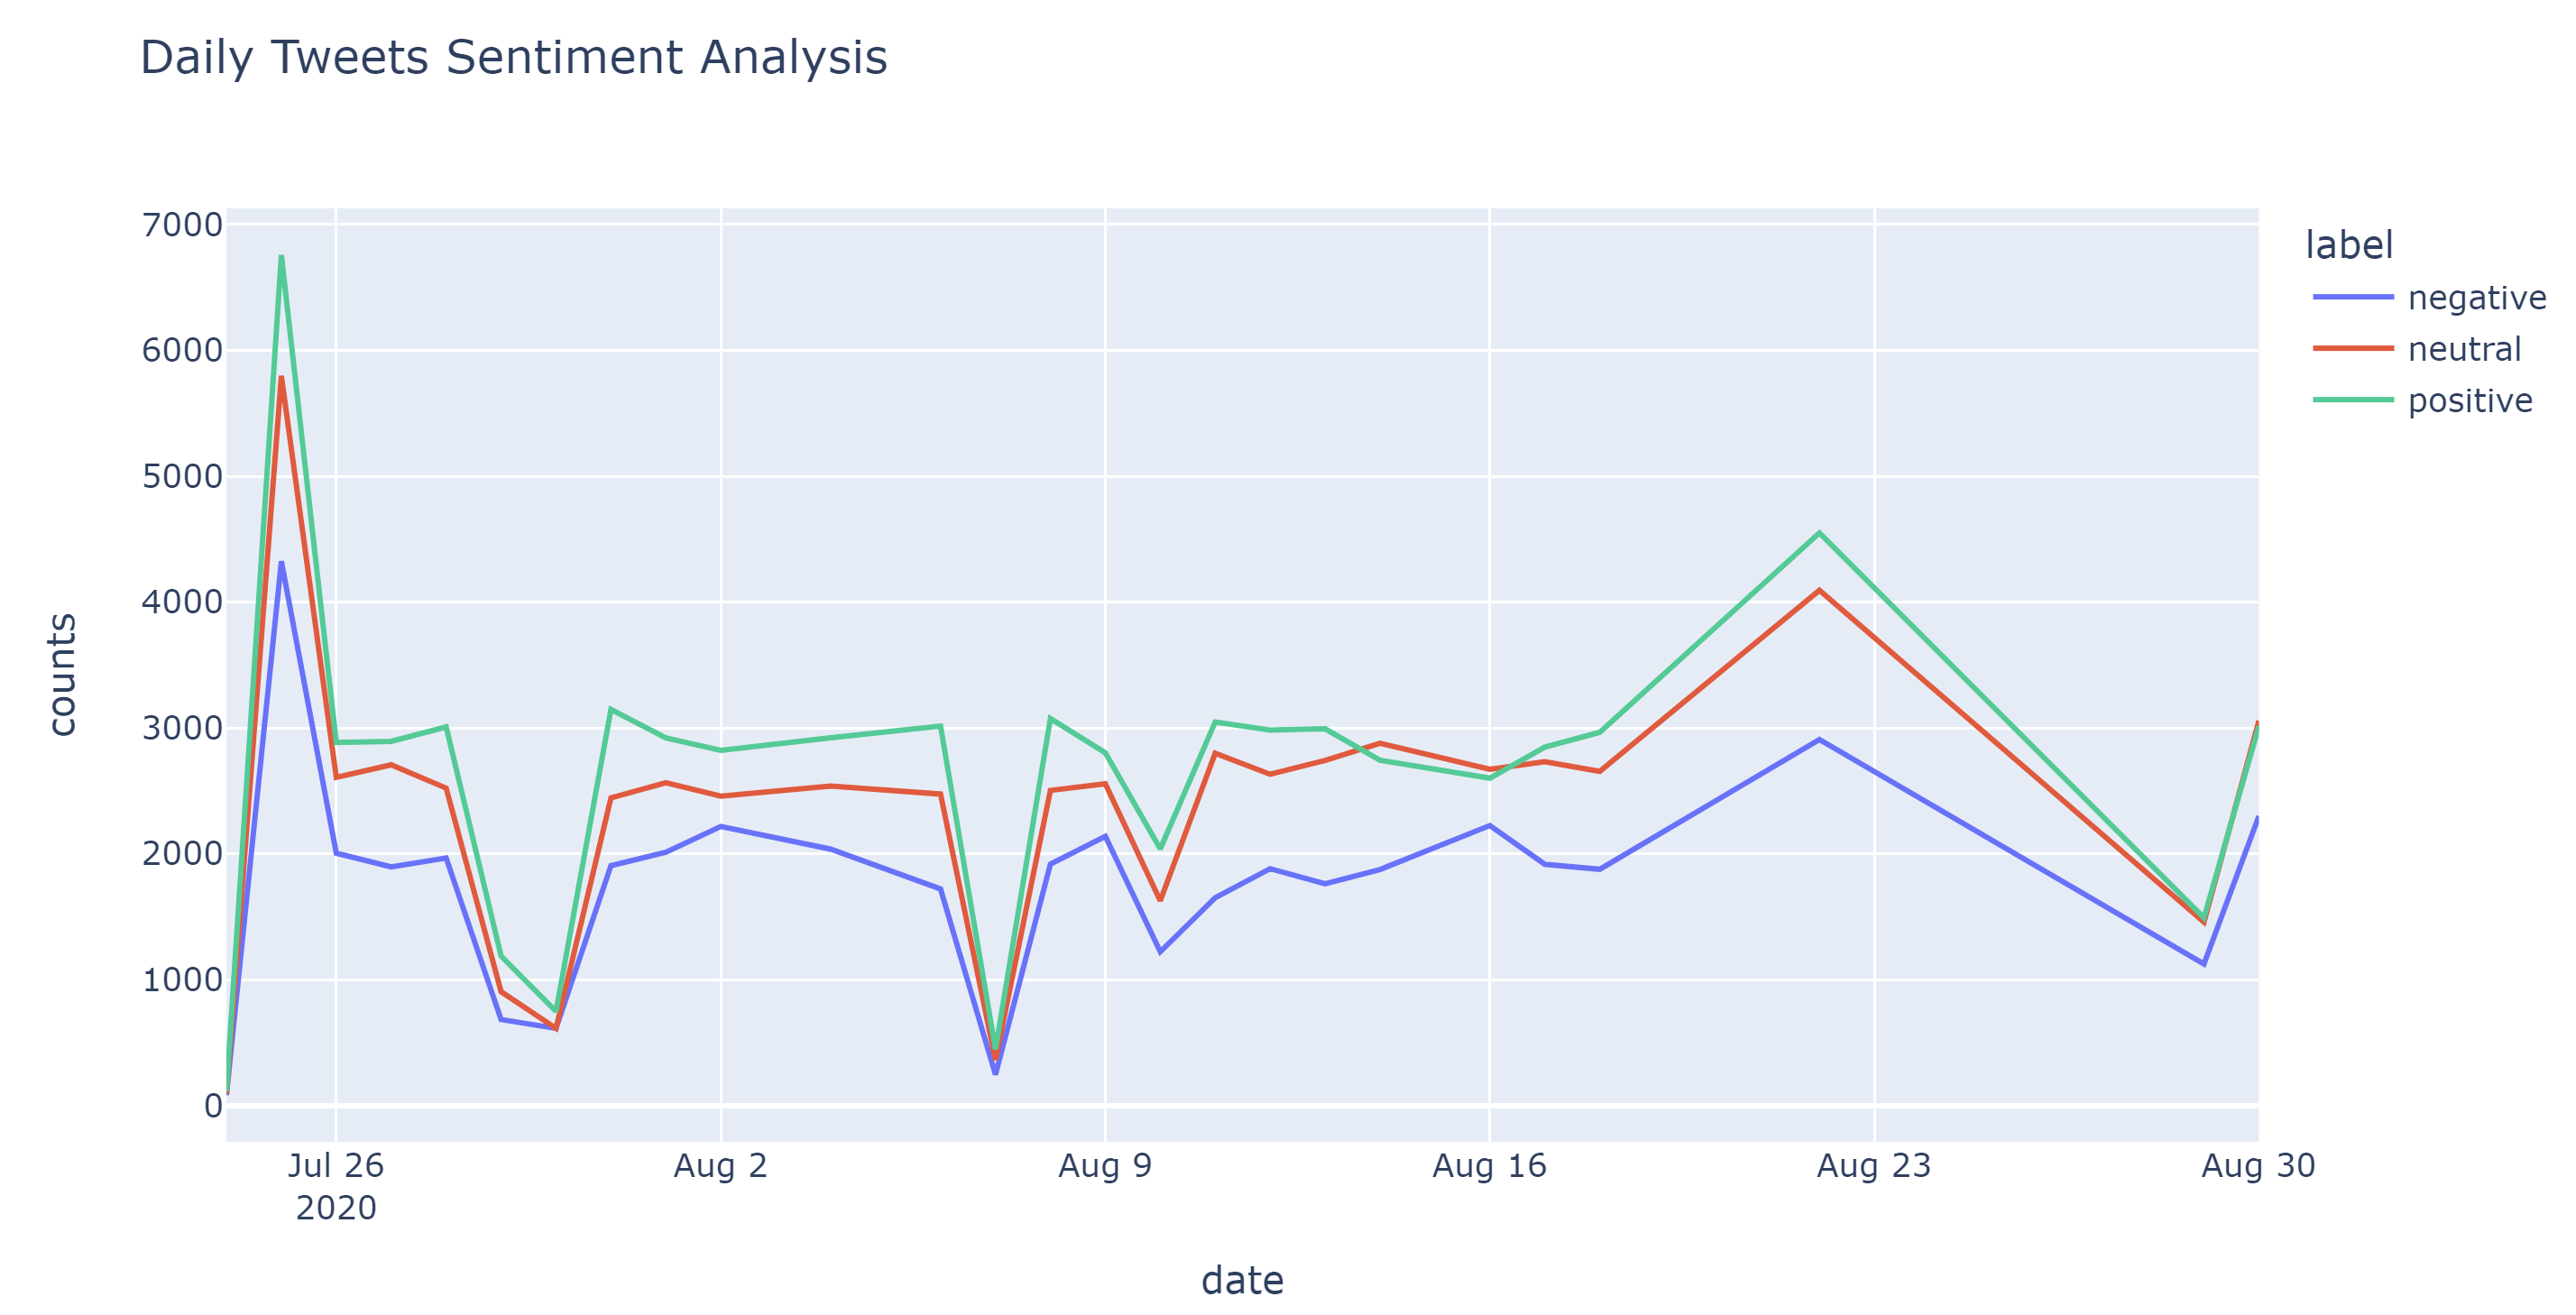 Daily Tweets Sentiment Analysis
7000
6000
5000
4000
3000
2000
1000
0
counts
Jul 26
2020
Aug 2
Aug 9
Aug 16
Aug 23
Aug 30
date
label
negative
neutral
positive